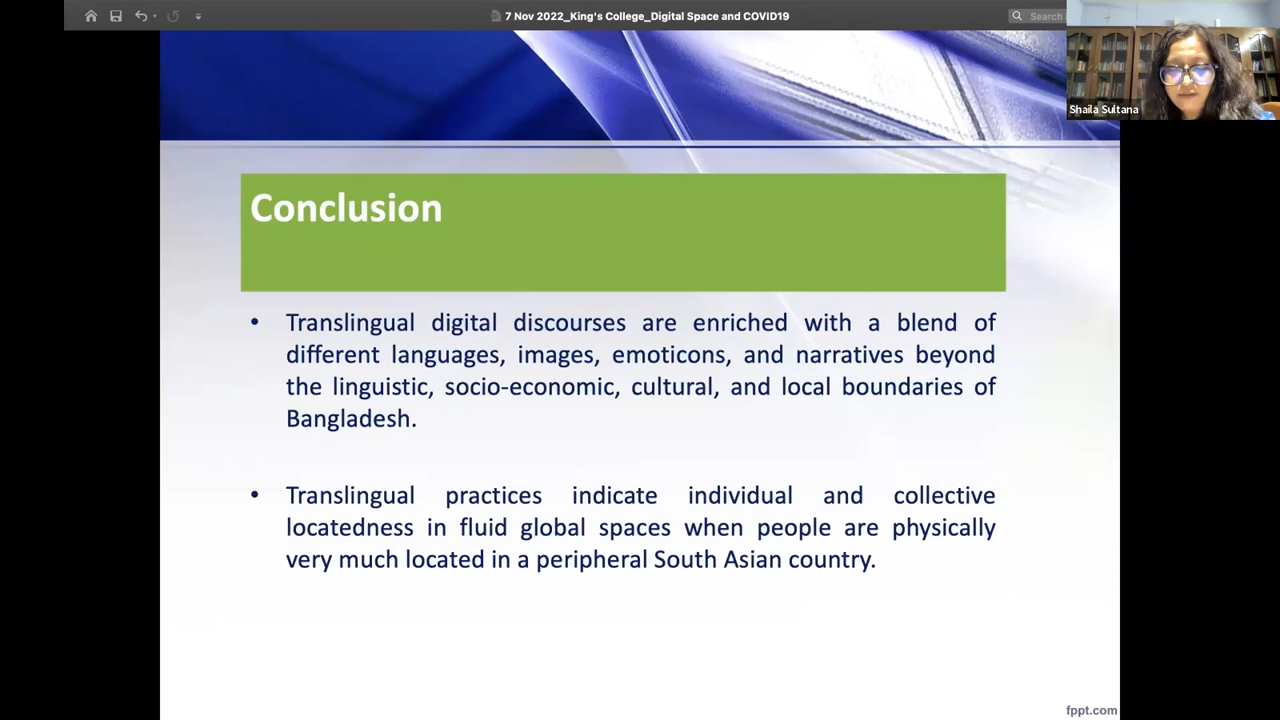 7 Nov 2022_King's College_Digital Space and COVID19
Search
Shaila Sultana
Conclusion
• Translingual digital discourses are enriched with a blend of
different languages, images, emoticons, and narratives beyond
the linguistic, socio-economic, cultural, and local boundaries of
Bangladesh.
• Translingual practices indicate individual and collective
locatedness in fluid global spaces when people are physically
very much located in a peripheral South Asian country.
fppt.com